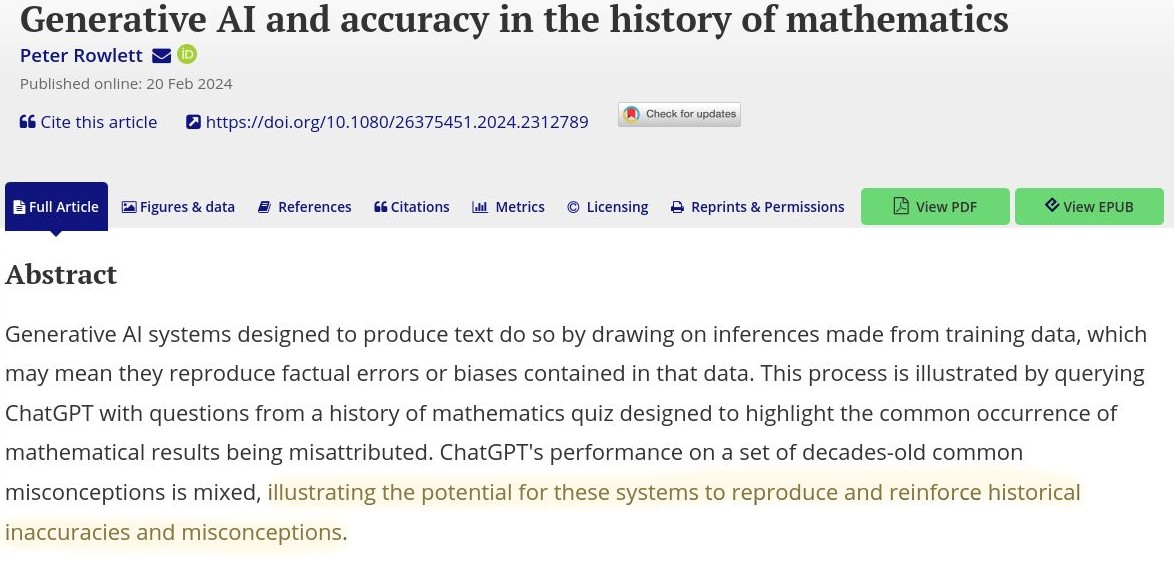 Generative AI and accuracy in the history of mathematics
Peter Rowlett iD
Published online: 20 Feb 2024
Cite this article https://doi.org/10.1080/26375451.2024.2312789 Check for updates
Full Article Figures & data References Citations Metrics Licensing Reprints & Permissions View PDF View EPUB
Abstract
Generative AI systems designed to produce text do so by drawing on inferences made from training data, which
may mean they reproduce factual errors or biases contained in that data. This process is illustrated by querying
ChatGPT with questions from a history of mathematics quiz designed to highlight the common occurrence of
mathematical results being misattributed. ChatGPT's performance on a set of decades-old common
misconceptions is mixed, illustrating the potential for these systems to reproduce and reinforce historical
inaccuracies and misconceptions.